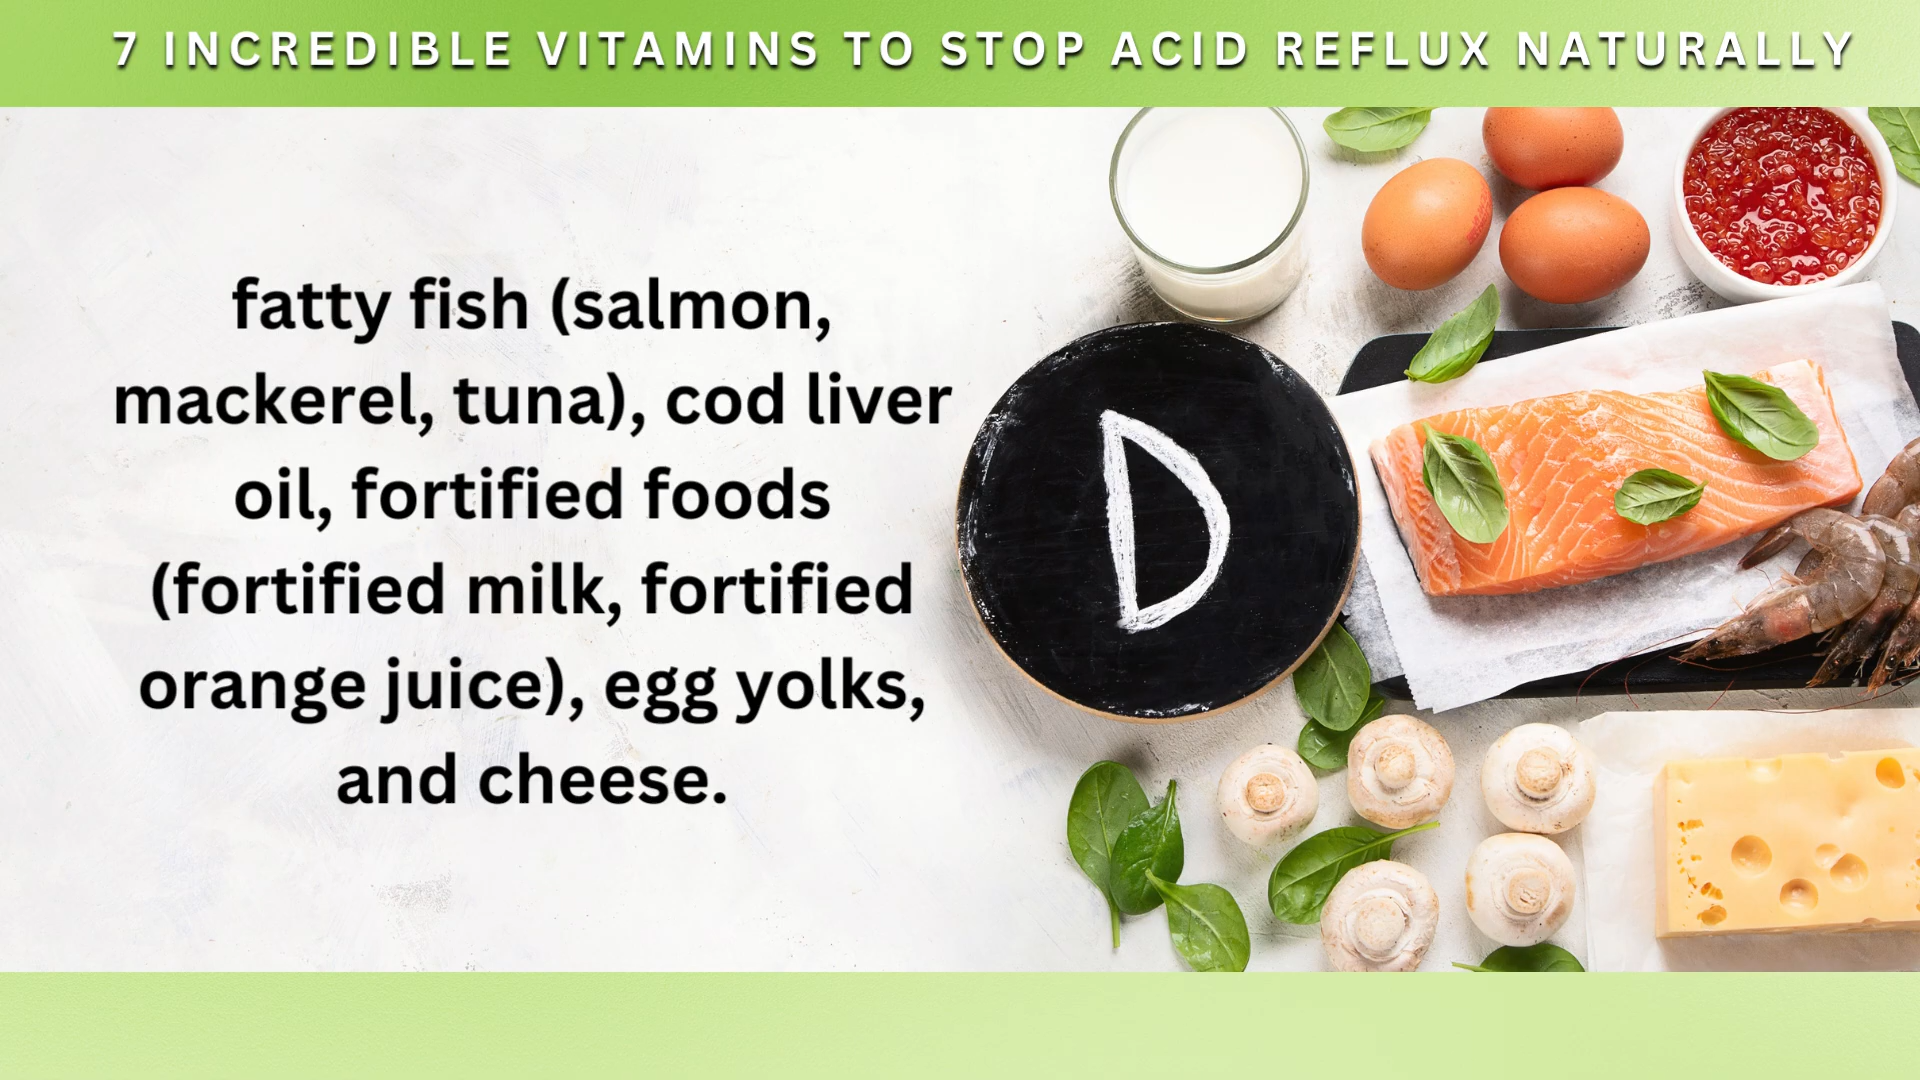 7 INCREDIBLE VITAMINS TO STOP ACID REFLUX NATURALLY
fatty fish (salmon,
mackerel, tuna), cod liver
oil, fortified foods
(fortified milk, fortified
orange juice), egg yolks,
and cheese.
D